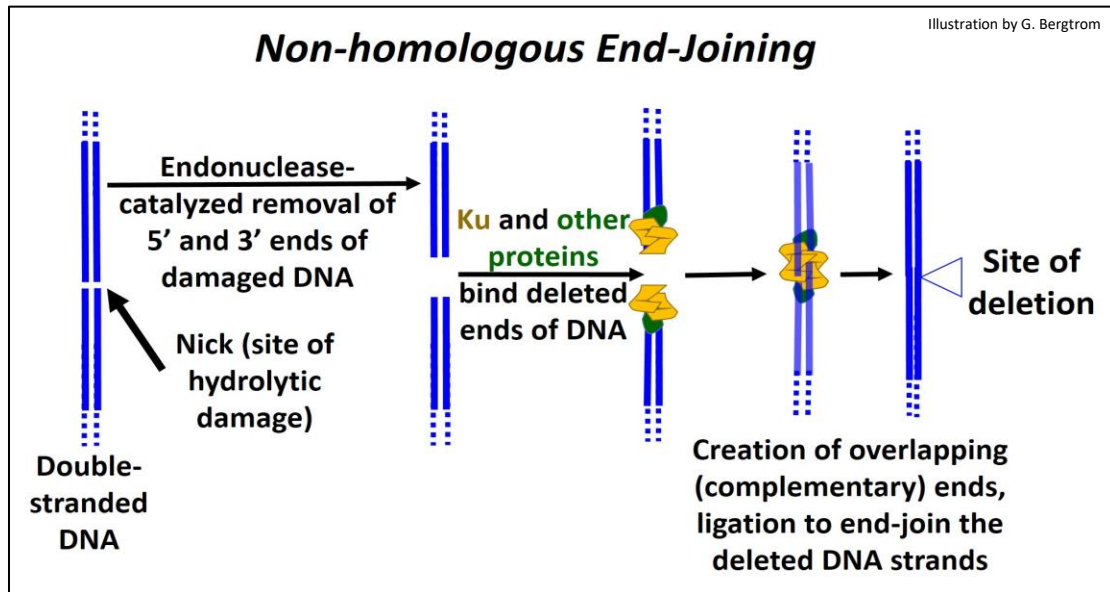 Illustration by G. Bergtrom
Non-homologous End-Joining
Endonuclease-
catalyzed removal of
5’ and 3’ ends of
damaged DNA
Nick (site of
hydrolytic
damage)
Double-
stranded
DNA
Ku and other
proteins
bind deleted
ends of DNA
Creation of overlapping
(complementary) ends,
ligation to end-join the
deleted DNA strands
Site of
deletion